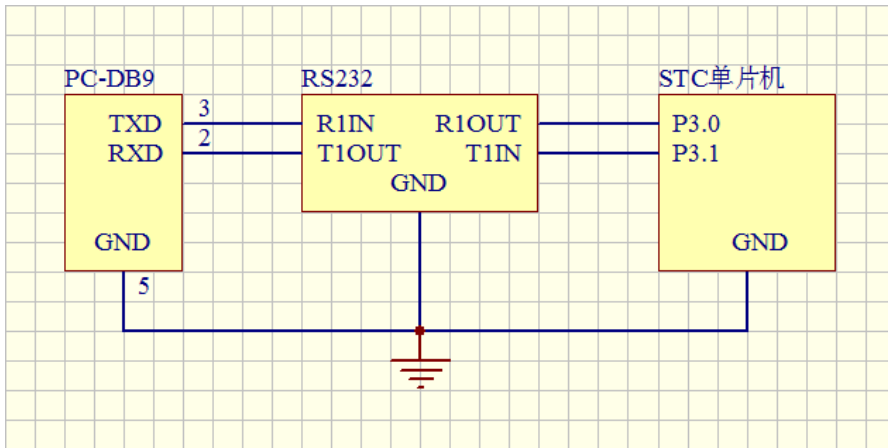 PC-DB9 RS232 STC单片机
TXD 3 R1IN R1OUT P3.0
RXD 2 T1OUT T1IN P3.1
GND
GND GND
5